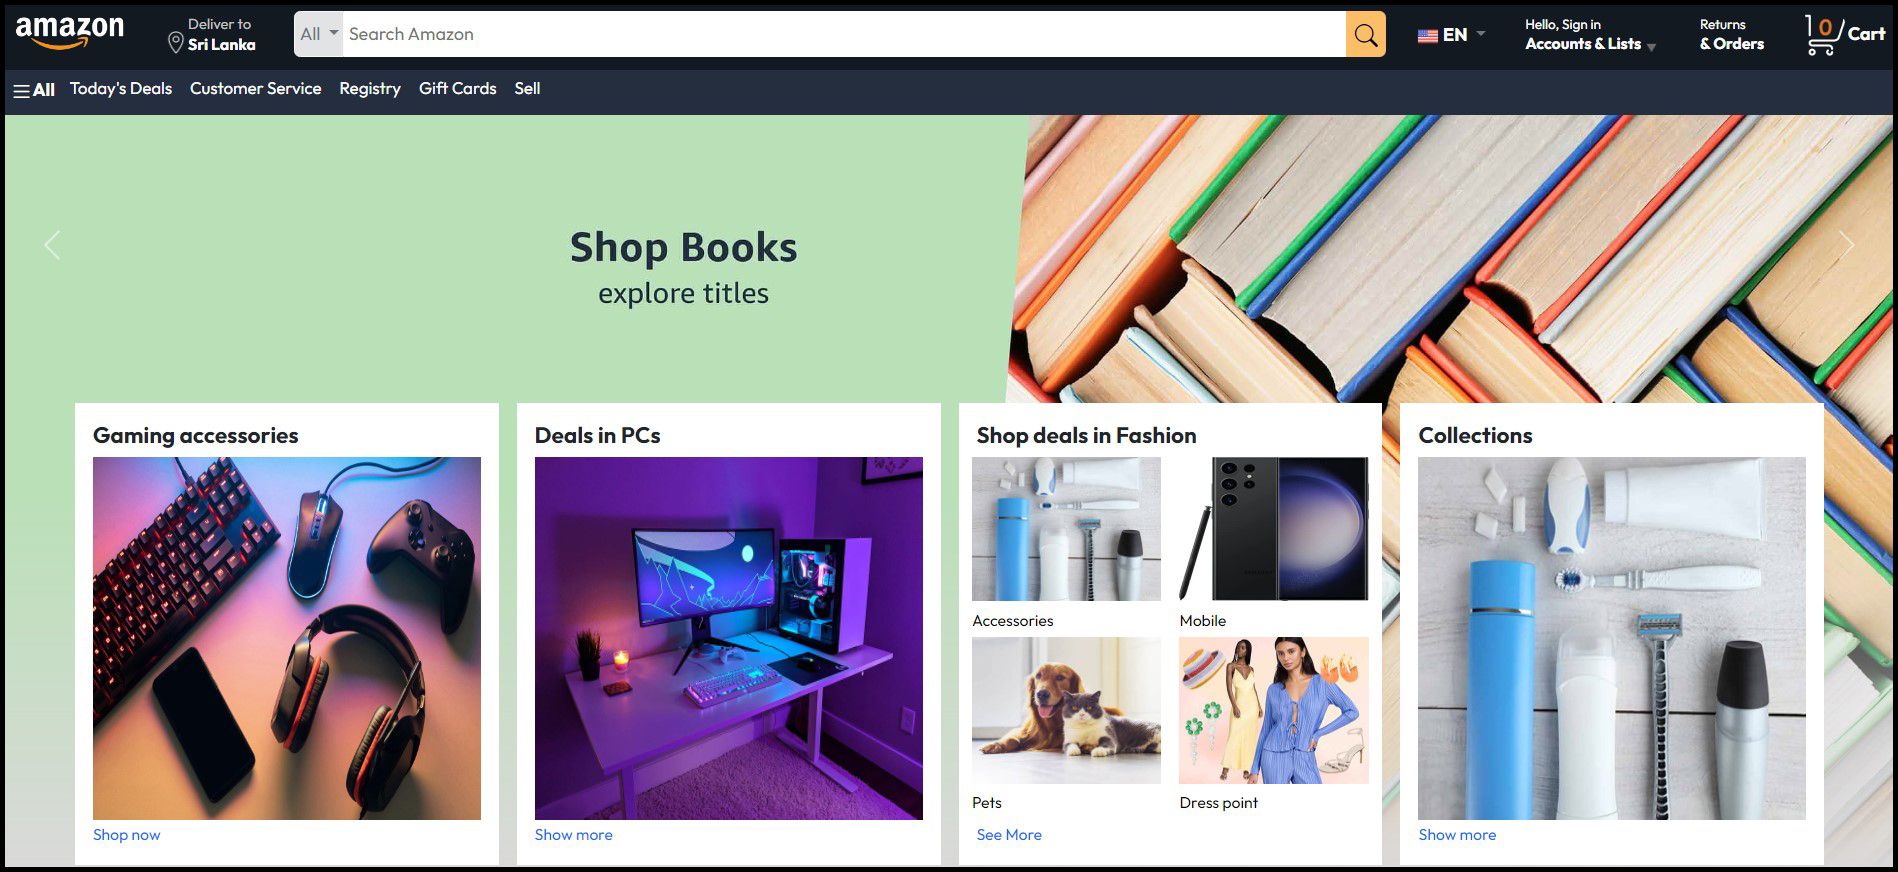 amazon
Deliver to
Sri Lanka
All
Search Amazon
EN
Hello, Sign in
Accounts & Lists
Returns
& Orders
0
Cart
All
Today's Deals
Customer Service
Registry
Gift Cards
Sell
Shop Books
explore titles
Gaming accessories
Shop now
Deals in PCs
Show more
Shop deals in Fashion
Accessories
Mobile
Pets
Dress point
See More
Collections
Show more